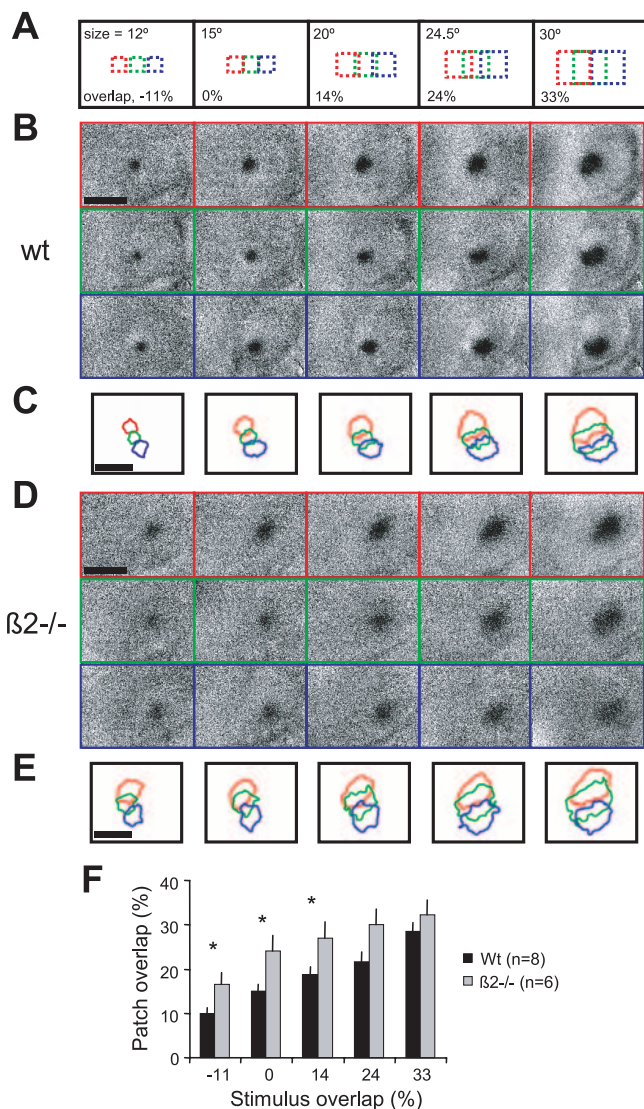 A
size = 12º
15º
20º
24.5º
30º
overlap, -11%
0%
14%
24%
33%
B
wt
C
D
ß2-/-
E
F
Patch overlap (%)
40
30
20
10
0
*
*
*
Wt (n=8)
ß2-/- (n=6)
-11
0
14
24
33
Stimulus overlap (%)